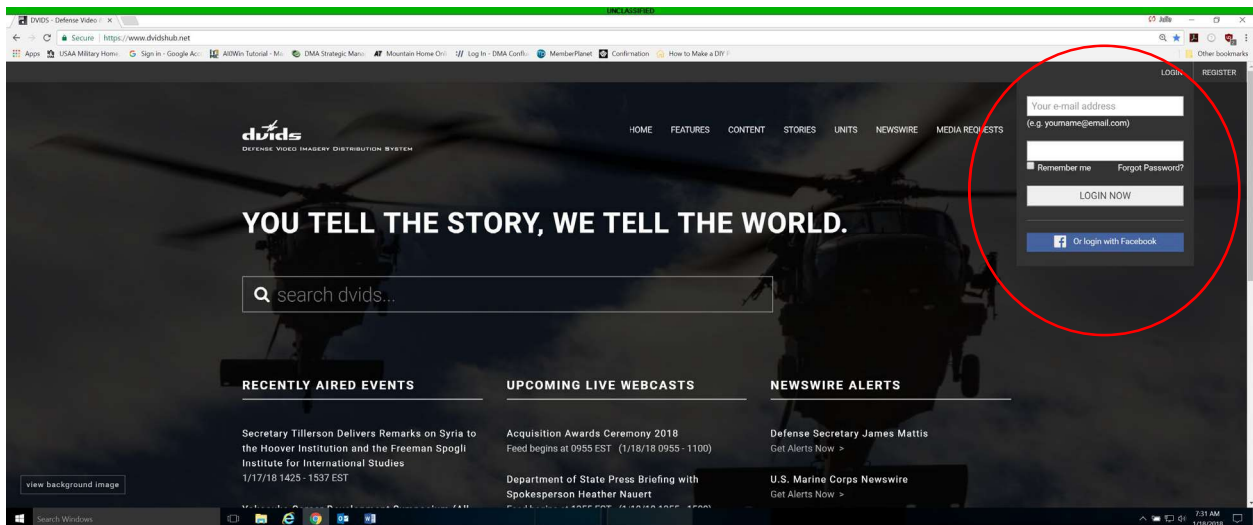 UNCLASSIFIED
DVIDS - Defense Video
Secure | https://www.dvidshub.net
Apps USAA Military Home Sign in - Google Acc AllOWin Tutorial - Ma DMA Strategic Mana Mountain Home Onli Log In - DMA Conflu MemberPlanet Confirmation How to Make a DIY Other bookmarks
LOGIN REGISTER
Your e-mail address
(e.g. yourname@email.com)
Remember me Forgot Password?
LOGIN NOW
Or login with Facebook
dvids
DEFENSE VIDEO IMAGERY DISTRIBUTION SYSTEM
HOME FEATURES CONTENT STORIES UNITS NEWSWIRE MEDIA REQUESTS
YOU TELL THE STORY, WE TELL THE WORLD.
search dvids...
RECENTLY AIRED EVENTS
Secretary Tillerson Delivers Remarks on Syria to
the Hoover Institution and the Freeman Spogli
Institute for International Studies
1/17/18 1425 - 1537 EST
UPCOMING LIVE WEBCASTS
Acquisition Awards Ceremony 2018
Feed begins at 0955 EST (1/18/18 0955 - 1100)
Department of State Press Briefing with
Spokesperson Heather Nauert
NEWSWIRE ALERTS
Defense Secretary James Mattis
Get Alerts Now >
U.S. Marine Corps Newswire
Get Alerts Now >
view background image
Search Windows
7:31 AM
1/18/2018